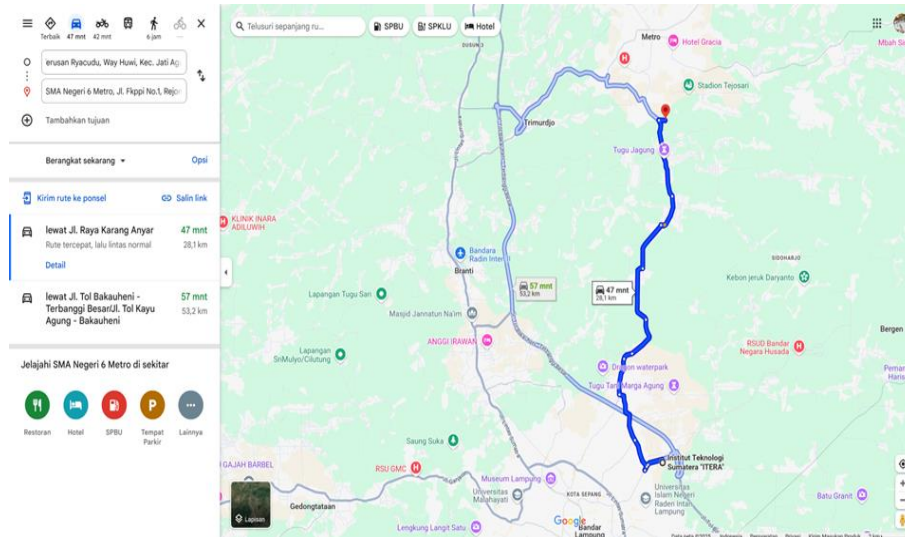 Terbaik
47 mnt
42 mnt
6 jam
erusan Ryacudu, Way Huwi, Kec. Jati Ag
SMA Negeri 6 Metro, Jl. Fkppi No.1, Rejo
Tambahkan tujuan
Berangkat sekarang
Opsi
Kirim rute ke ponsel
Salin link
lewat Jl. Raya Karang Anyar
47 mnt
Rute tercepat, lalu lintas normal
28,1 km
Detail
lewat Jl. Tol Bakauheni -
57 mnt
Terbanggi Besar/Jl. Tol Kayu
53,2 km
Agung - Bakauheni
Jelajahi SMA Negeri 6 Metro di sekitar
Restoran
Hotel
SPBU
Tempat
Parkir
Lainnya
Telusuri sepanjang ru...
SPBU
SPKLU
Hotel
Metro
Hotel Gracia
Mbah Sir
Stadion Tejosari
Trimurdjo
Tugu Jagung
KLINIK INARA
ADILUWIH
Bandara
Radin Inten
Branti
SIDOHARJO
Kebon jeruk Daryanto
57 mnt
53,2 km
47 mnt
28,1 km
Lapangan Tugu Sari
Masjid Jannatun Na'im
ANGGI IRAWAN
Bergen
RSUD Bandar
Negara Husada
Lapangan
SriMulyo/Cilutung
Dragon waterpark
Tugu Tani Marga Agung
Saung Suka
Institut Teknologi
Sumatera "ITERA"
GAJAH BARBEL
RSU GMC
Museum Lampung
Universitas
Malahayati
KOTA SEPANG
Universitas
Islam Negeri
Raden Intan
Lampung
Batu Granit
Gedongtataan
Lapisan
Lengkung Langit Satu
Google
Bandar
Lampung